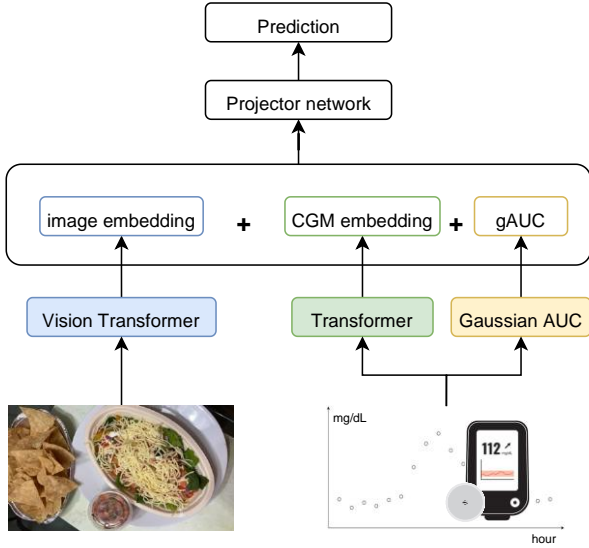 Prediction
Projector network
image embedding + CGM embedding + gAUC
Vision Transformer
Transformer
Gaussian AUC
mg/dL
112
hour